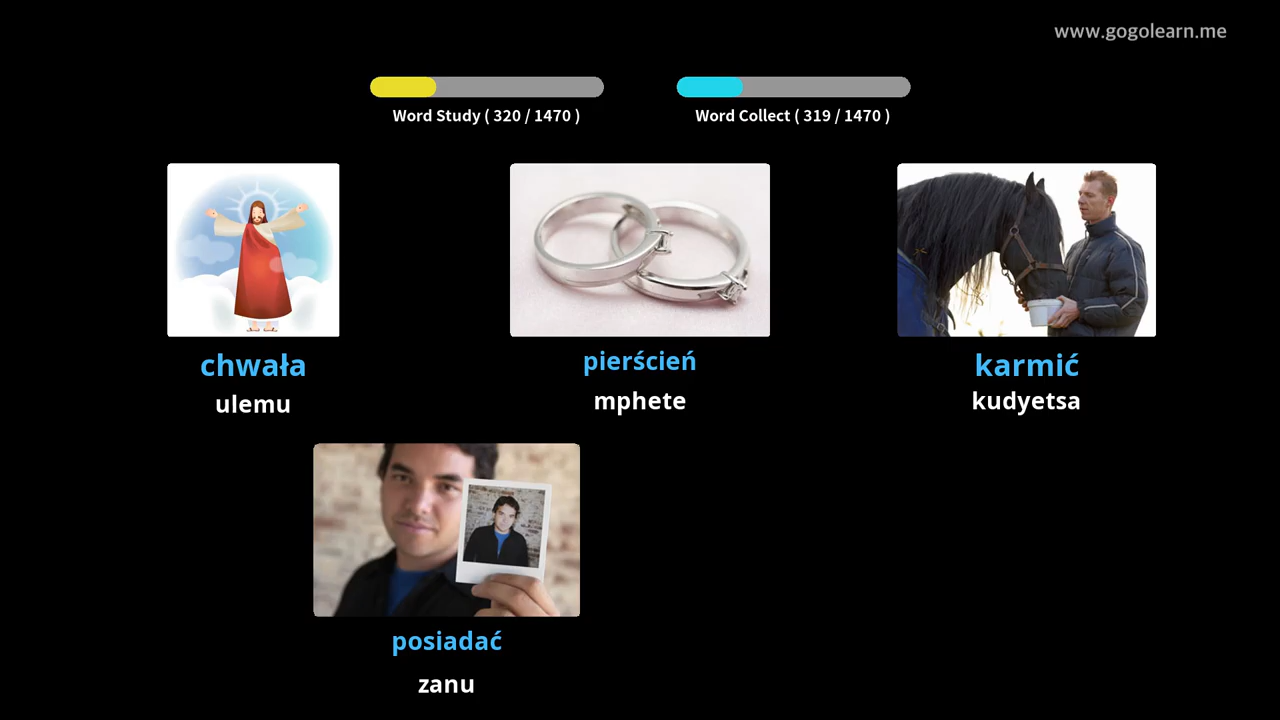 www.gogolearn.me
Word Study ( 320 / 1470 )
Word Collect ( 319 / 1470 )
chwała
ulemu
pierścień
mphete
karmić
kudyetsa
posiadać
zanu